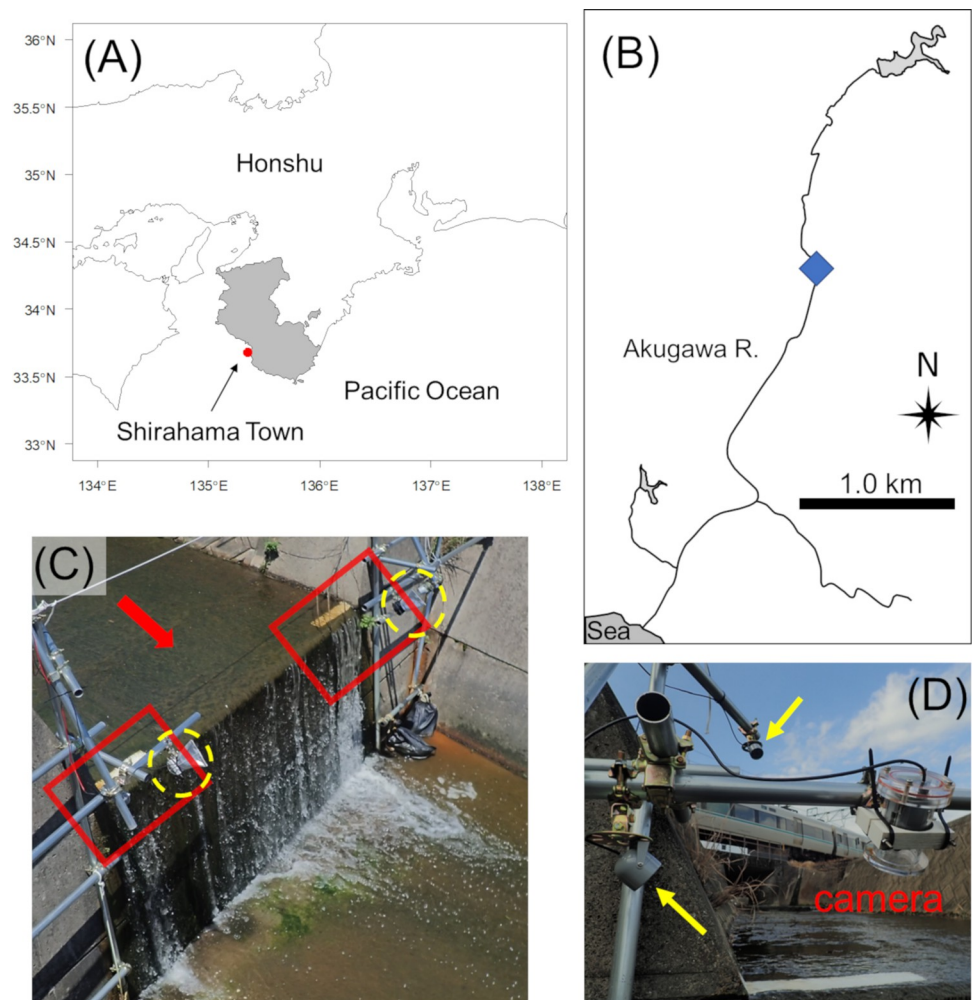 (A)
36°N
35.5°N
35°N
34.5°N
34°N
33.5°N
33°N
134°E
135°E
136°E
137°E
138°E
Honshu
Pacific Ocean
Shirahama Town
(B)
Akugawa R.
N
1.0 km
Sea
(C)
(D)
camera